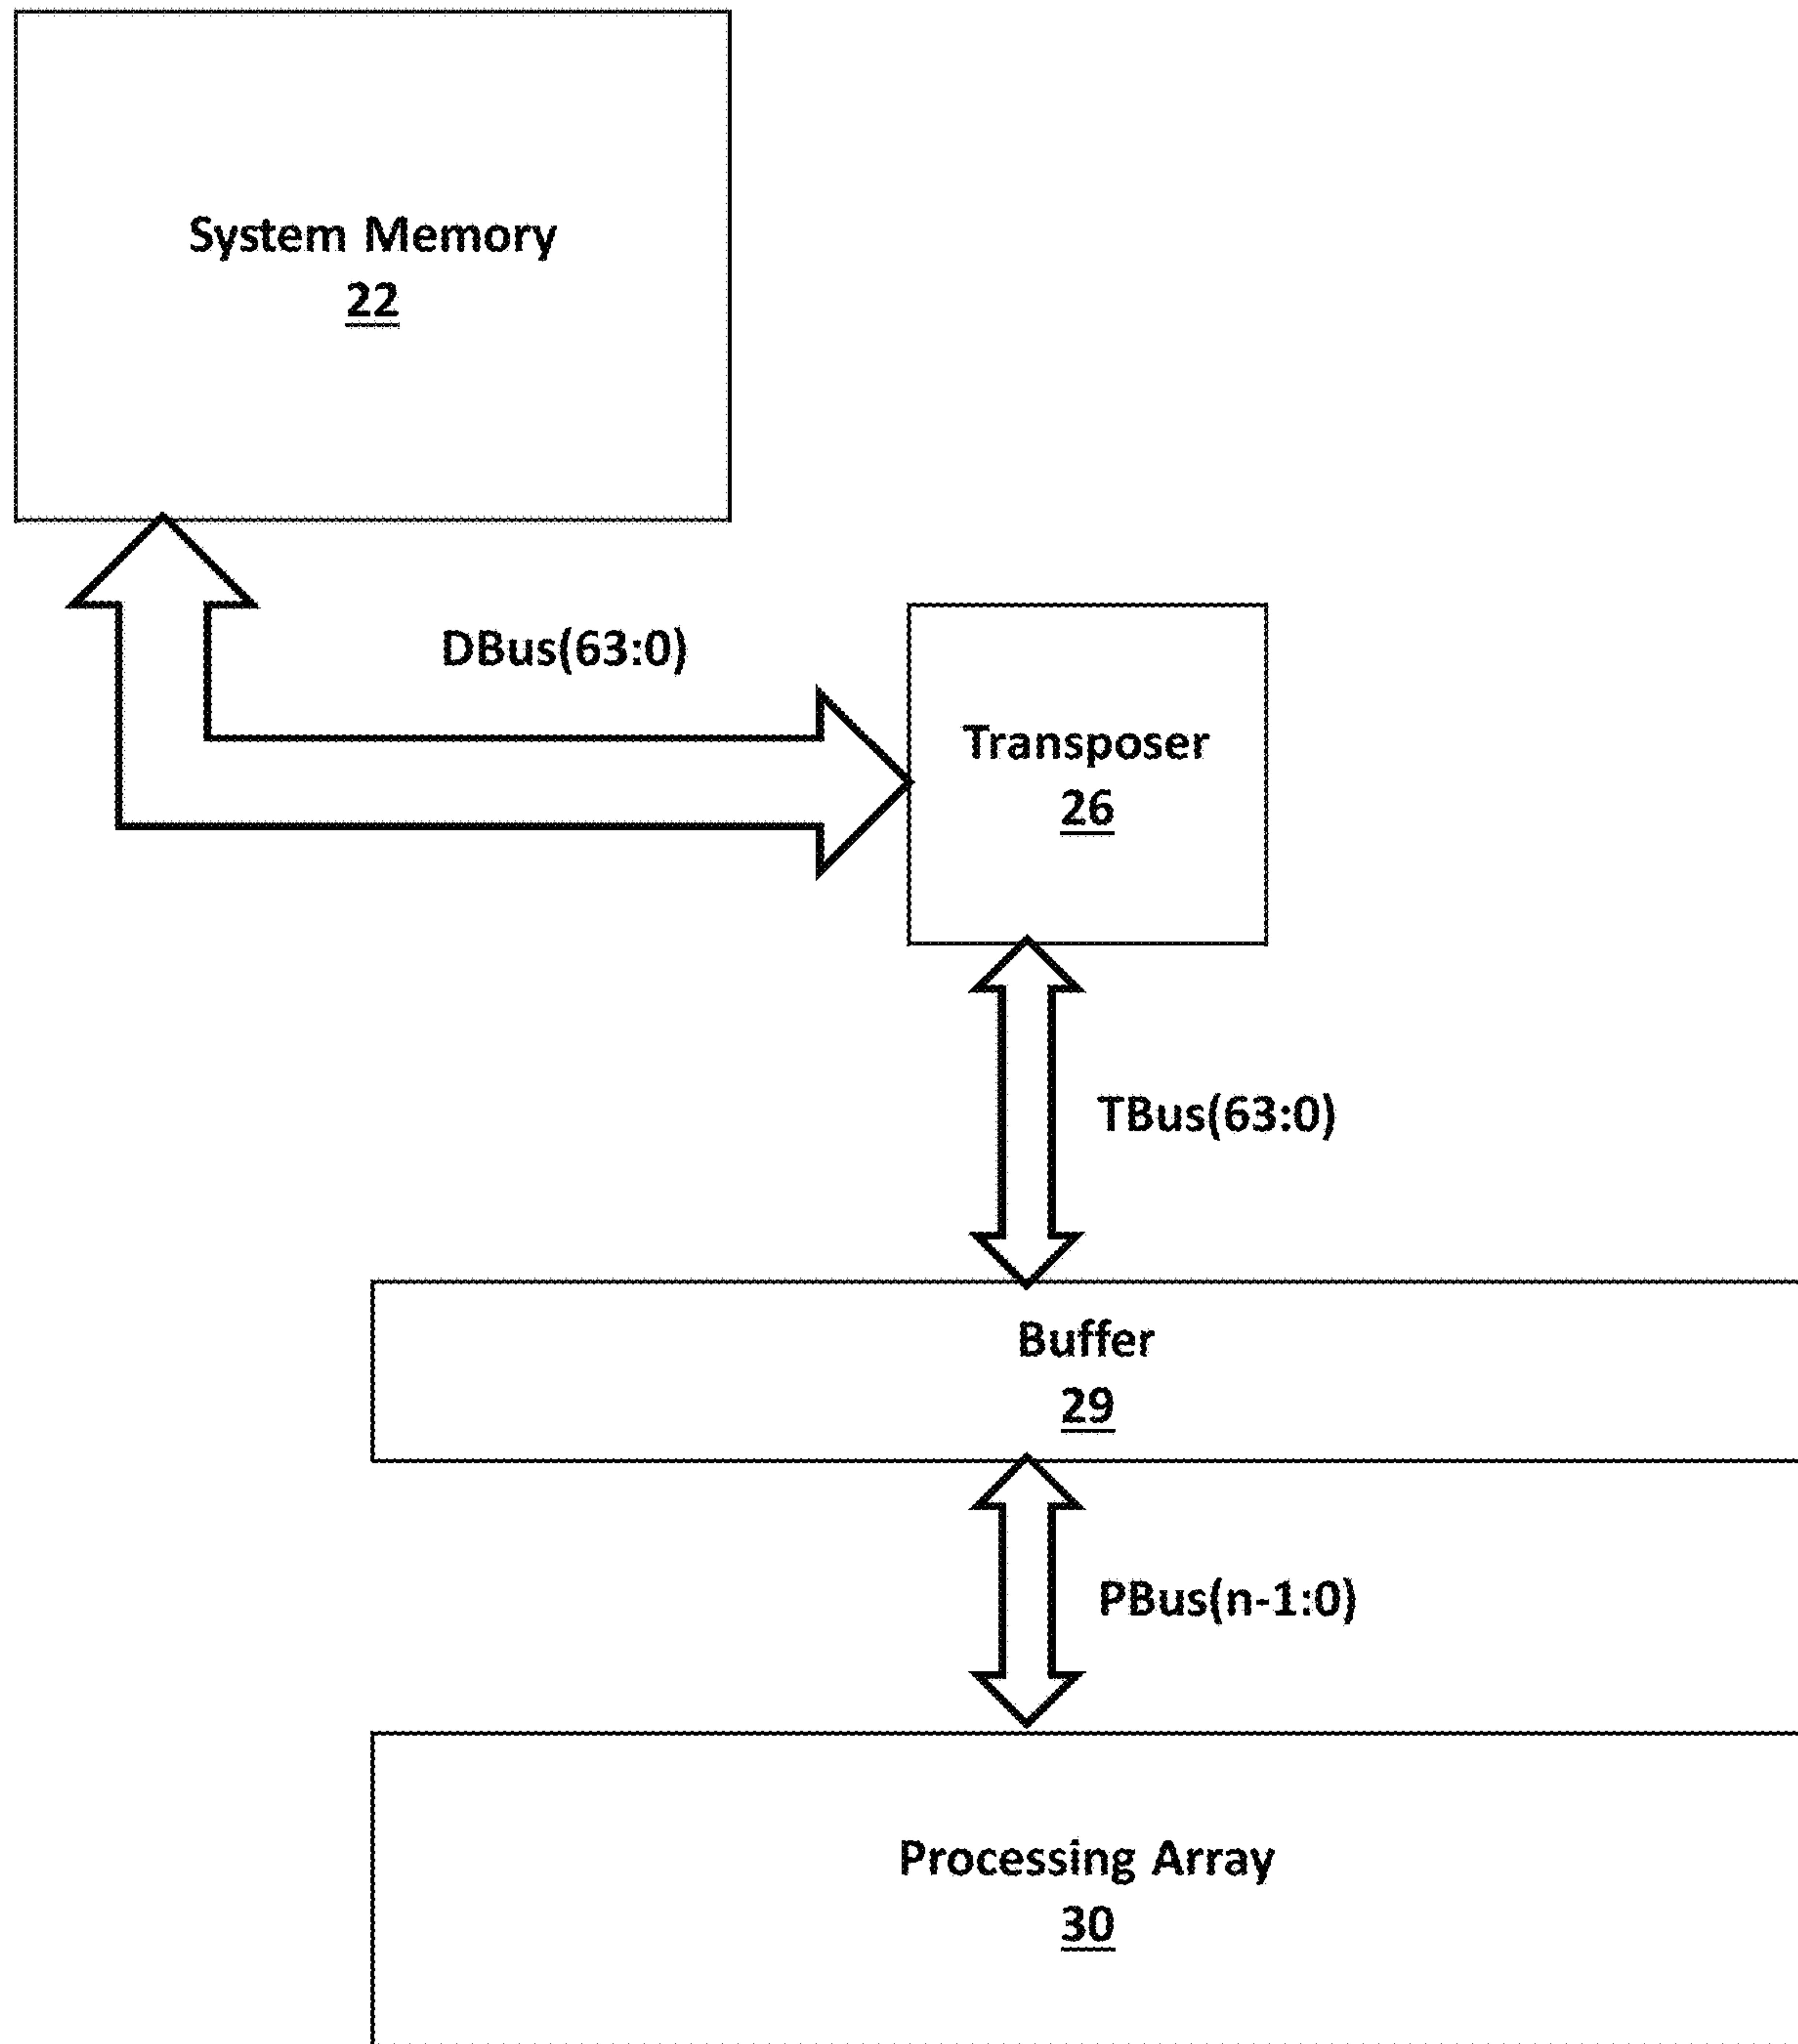 System Memory
22
DBus(63:0)
Transposer
26
TBus(63:0)
Buffer
29
PBus(n-1:0)
Processing Array
30